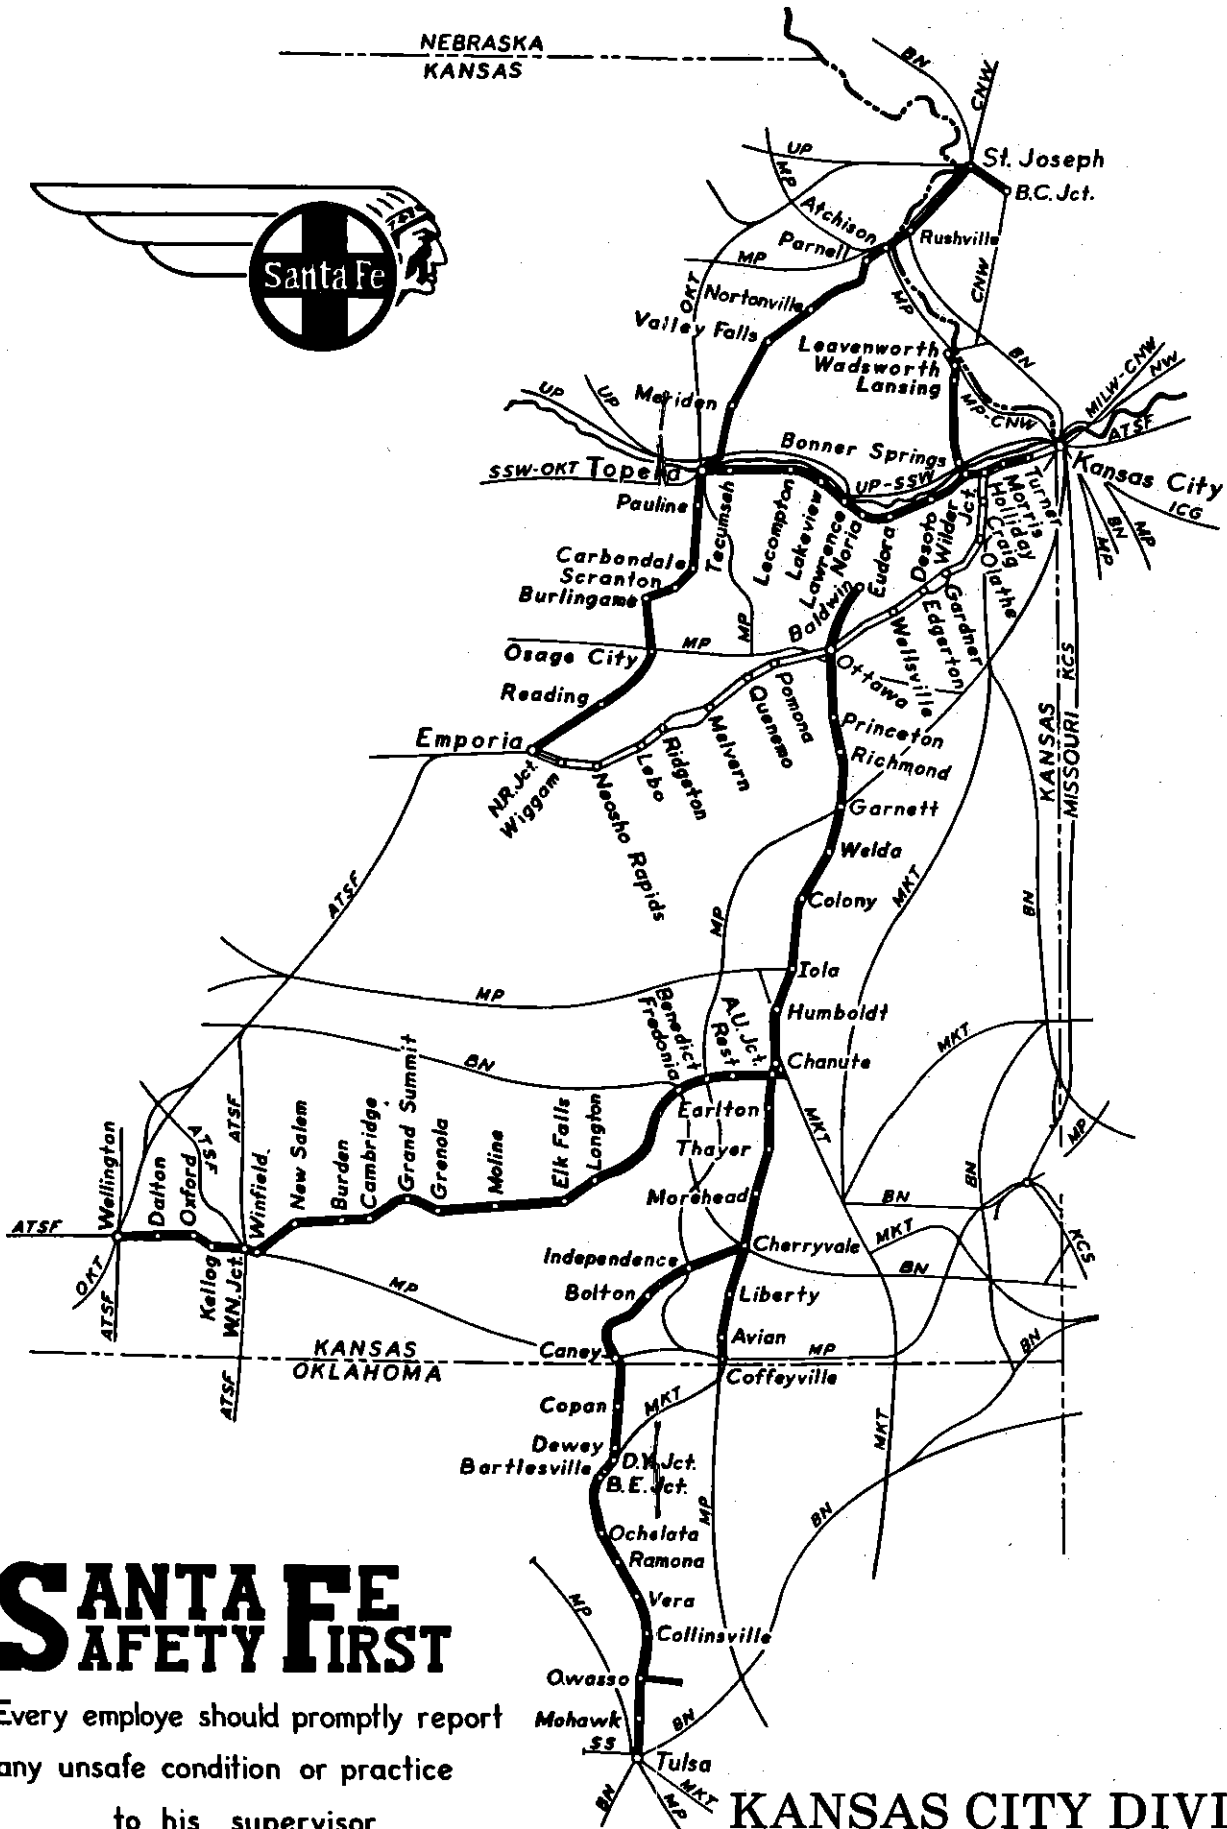 NEBRASKA
KANSAS
BN
CNW
UP
MP
St. Joseph
B.C. Jct.
Atchison
Rushville
Parnell
MP
OKT
CNW
MP
Nortonville
Valley Falls
Santa Fe
Leavenworth
Wadsworth
Lansing
BN
MILW-CNW
NW
MP-CNW
ATSF
UP
UP
Meriden
Bonner Springs
SSW-OKT
Topeka
UP-SSW
Kansas City
ICG
BN
MP
MP
Pauline
Tecumseh
Lecompton
Lakeview
Lawrence
Noria
Eudora
Desoto
Wilder
Jct.
Holliday
Morris
Turner
Craig
Olathe
Carbondale
Scranton
Burlingame
Baldwin
Gardner
Edgerton
Wellsville
Osage City
MP
MP
Ottawa
KCS
Reading
Pomona
Quenemo
Melvern
Ridgeton
Lebo
Princeton
Richmond
KANSAS
MISSOURI
Emporia
N.R. Jct.
Wiggam
Neosho Rapids
Garnett
Welda
Colony
MKT
BN
ATSF
MP
Iola
MP
Humboldt
Benedict
Fredonia
A.U. Jct.
Rest
Chanute
MKT
BN
Earlton
Thayer
MKT
MP
Morehead
BN
BN
MKT
KCS
Wellington
Dalton
Oxford
ATSF
ATSF
Winfield
New Salem
Burden
Cambridge
Grand Summit
Grenola
Moline
Elk Falls
Longton
ATSF
OKT
ATSF
Kellog
W.N. Jct.
MP
Independence
Cherryvale
BN
Bolton
Liberty
Avian
BN
KANSAS
OKLAHOMA
Caney
MP
Coffeyville
ATSF
Copan
MKT
MKT
Dewey
D.Y. Jct.
Bartlesville
B.E. Jct.
MP
BN
Ochelata
Ramona
Vera
MP
Collinsville
Owasso
Mohawk
BN
SS
Tulsa
BN
MP
MKT
SANTA FE
SAFETY FIRST
Every employe should promptly report
any unsafe condition or practice
to his supervisor
KANSAS CITY DIVI